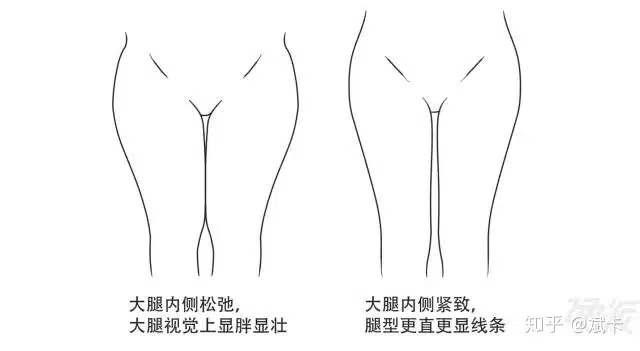 大腿内侧松弛,
大腿视觉上显胖显壮
大腿内侧紧致,
腿型更直更显线条
知乎 @斌卡